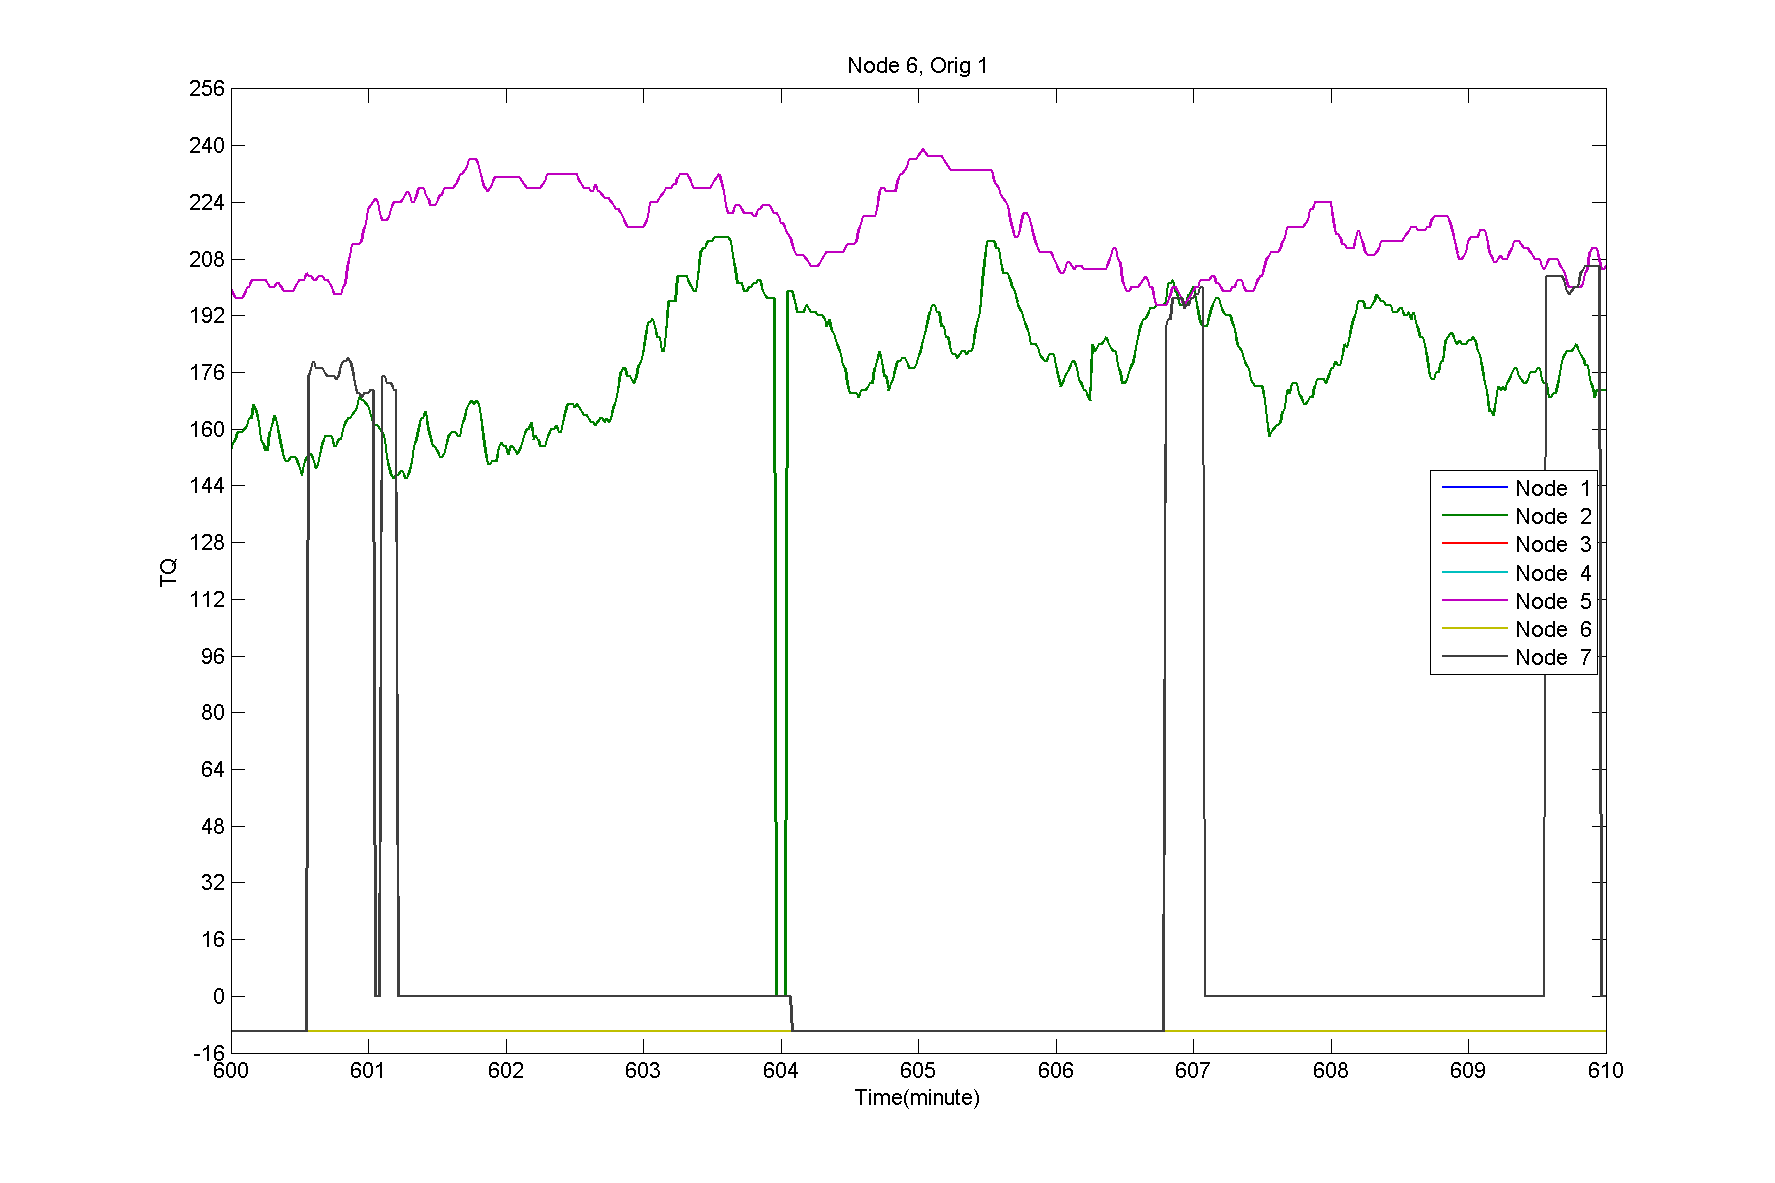 Node 6, Orig 1
256
240
224
208
192
176
160
144
128
112
96
80
64
48
32
16
0
-16
TQ
600 601 602 603 604 605 606 607 608 609 610
Time(minute)
Node 1
Node 2
Node 3
Node 4
Node 5
Node 6
Node 7